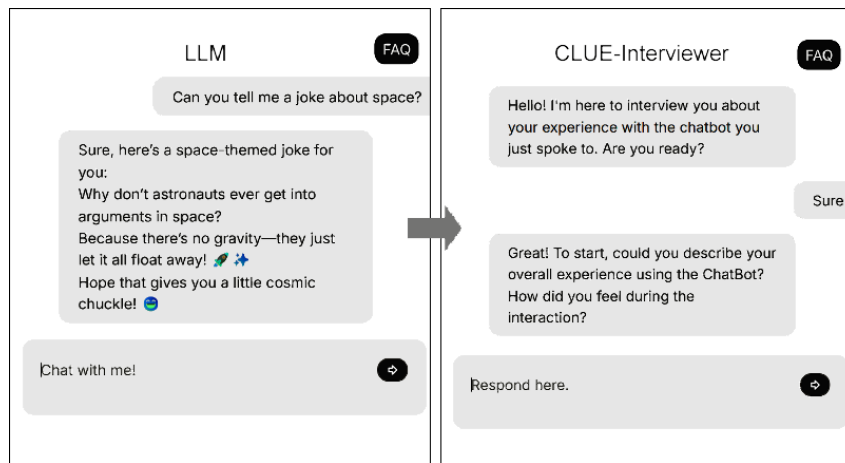 LLM
FAQ
Can you tell me a joke about space?
Sure, here's a space-themed joke for
you:
Why don't astronauts ever get into
arguments in space?
Because there's no gravity—they just
let it all float away! 🚀✨
Hope that gives you a little cosmic
chuckle! 😄
Chat with me!
CLUE-Interviewer
FAQ
Hello! I'm here to interview you about
your experience with the chatbot you
just spoke to. Are you ready?
Sure
Great! To start, could you describe your
overall experience using the ChatBot?
How did you feel during the
interaction?
Respond here.